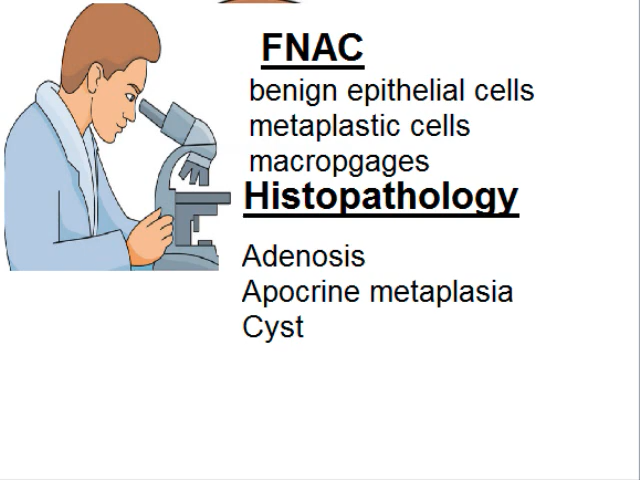 FNAC
benign epithelial cells
metaplastic cells
macropgages
Histopathology
Adenosis
Apocrine metaplasia
Cyst